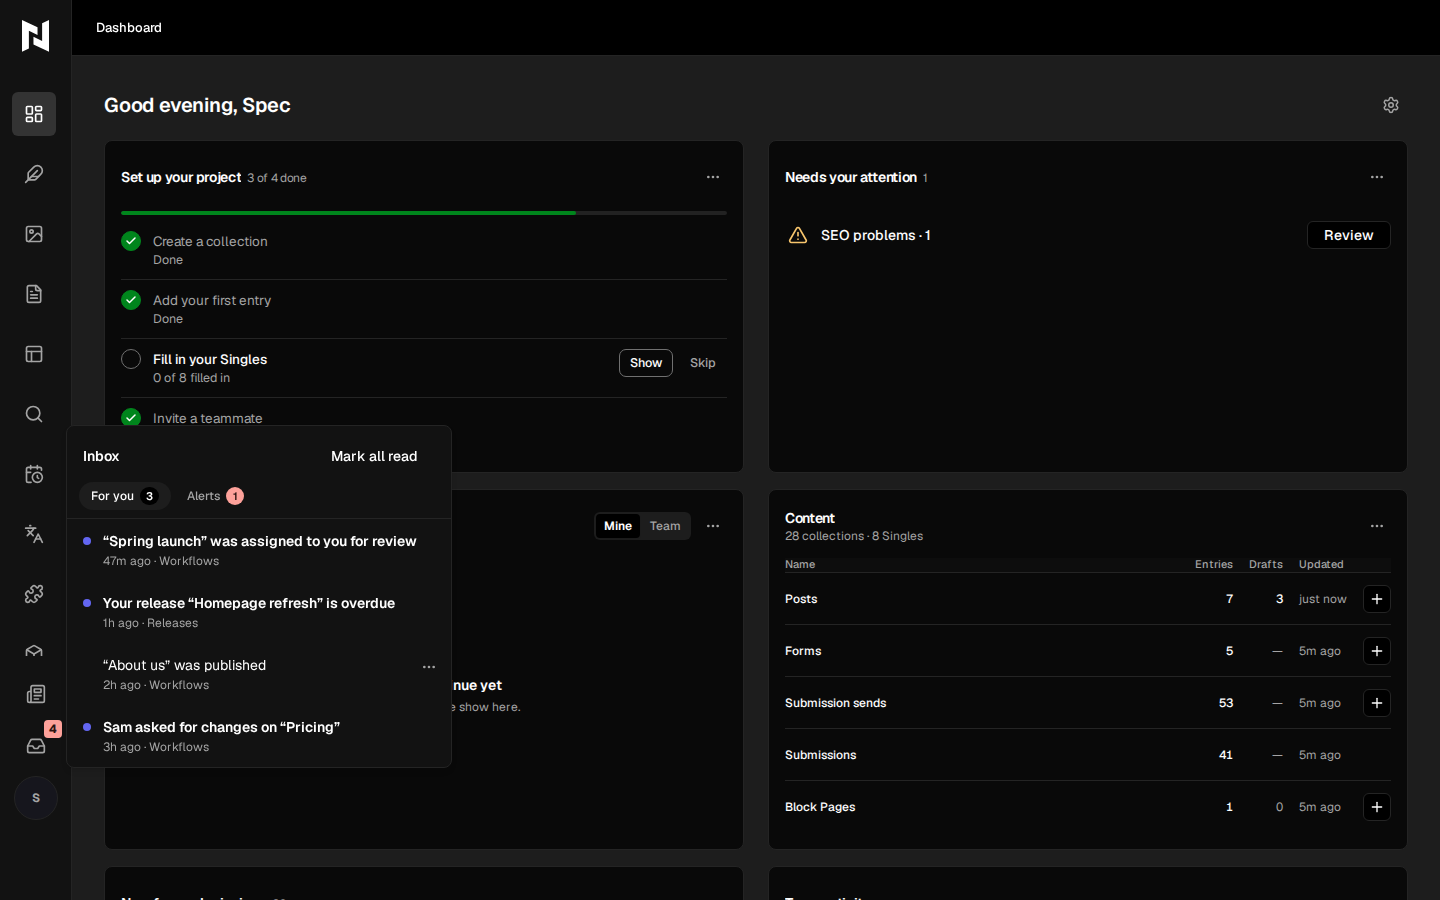 Dashboard
Good evening, Spec
Set up your project 3 of 4 done
Create a collection
Done
Add your first entry
Done
Fill in your Singles
0 of 8 filled in
Show
Skip
Invite a teammate
Needs your attention 1
SEO problems · 1
Review
Inbox
Mark all read
For you 3
Alerts 1
“Spring launch” was assigned to you for review
47m ago · Workflows
Your release “Homepage refresh” is overdue
1h ago · Releases
“About us” was published
2h ago · Workflows
Sam asked for changes on “Pricing”
3h ago · Workflows
4
S
Mine
Team
yet
show here.
Content
28 collections · 8 Singles
Name Entries Drafts Updated
Posts 7 3 just now
Forms 5 — 5m ago
Submission sends 53 — 5m ago
Submissions 41 — 5m ago
Block Pages 1 0 5m ago